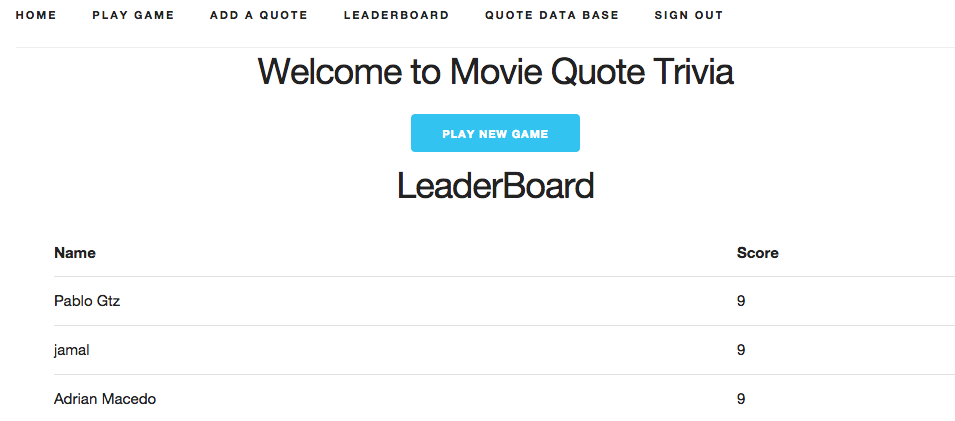 HOME PLAY GAME ADD A QUOTE LEADERBOARD QUOTE DATA BASE SIGN OUT
Welcome to Movie Quote Trivia
PLAY NEW GAME
LeaderBoard
Name Score
Pablo Gtz 9
jamal 9
Adrian Macedo 9